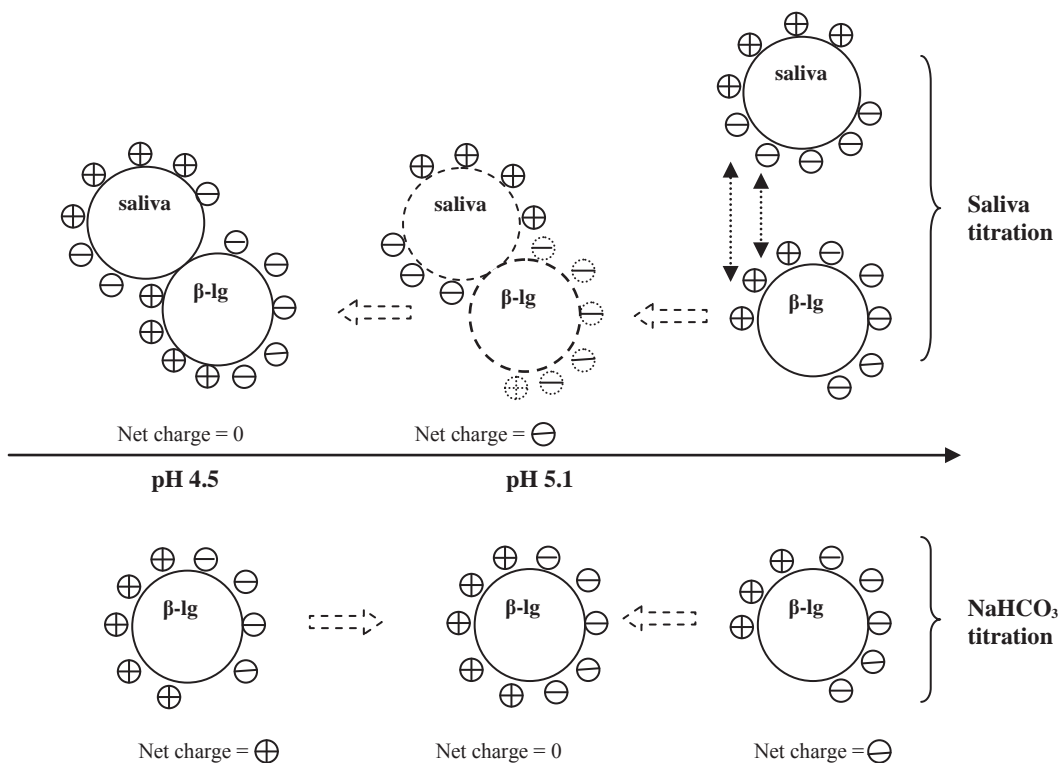 saliva
saliva
saliva
β-lg
β-lg
β-lg
Saliva
titration
Net charge = 0
Net charge = ⊖
pH 4.5
pH 5.1
β-lg
β-lg
β-lg
NaHCO₃
titration
Net charge = ⊕
Net charge = 0
Net charge = ⊖